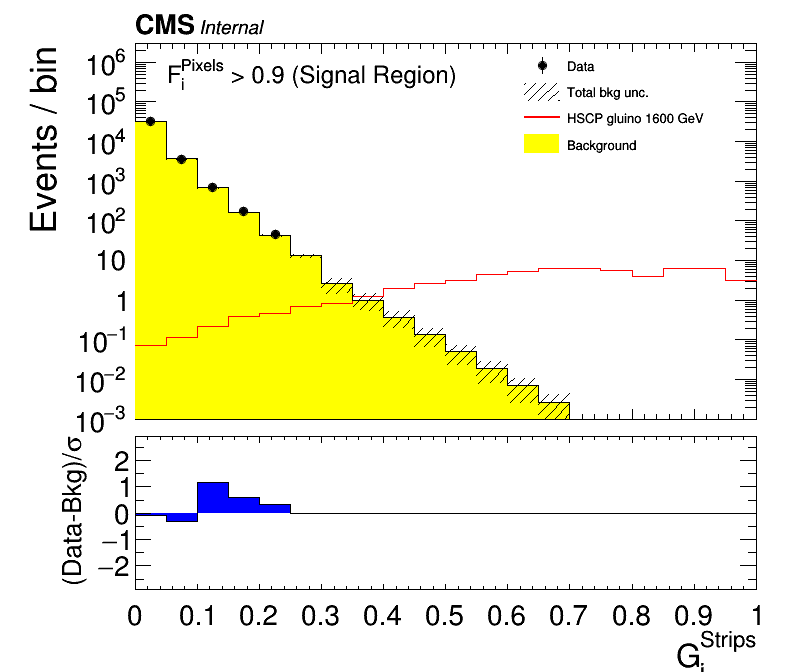 CMS Internal
Events / bin
10^6
10^5
10^4
10^3
10^2
10
1
10^−1
10^−2
10^−3
F_i^Pixels > 0.9 (Signal Region)
Data
Total bkg unc.
HSCP gluino 1600 GeV
Background
(Data-Bkg)/σ
2
1
0
−1
−2
0 0.1 0.2 0.3 0.4 0.5 0.6 0.7 0.8 0.9 1
G_i^Strips